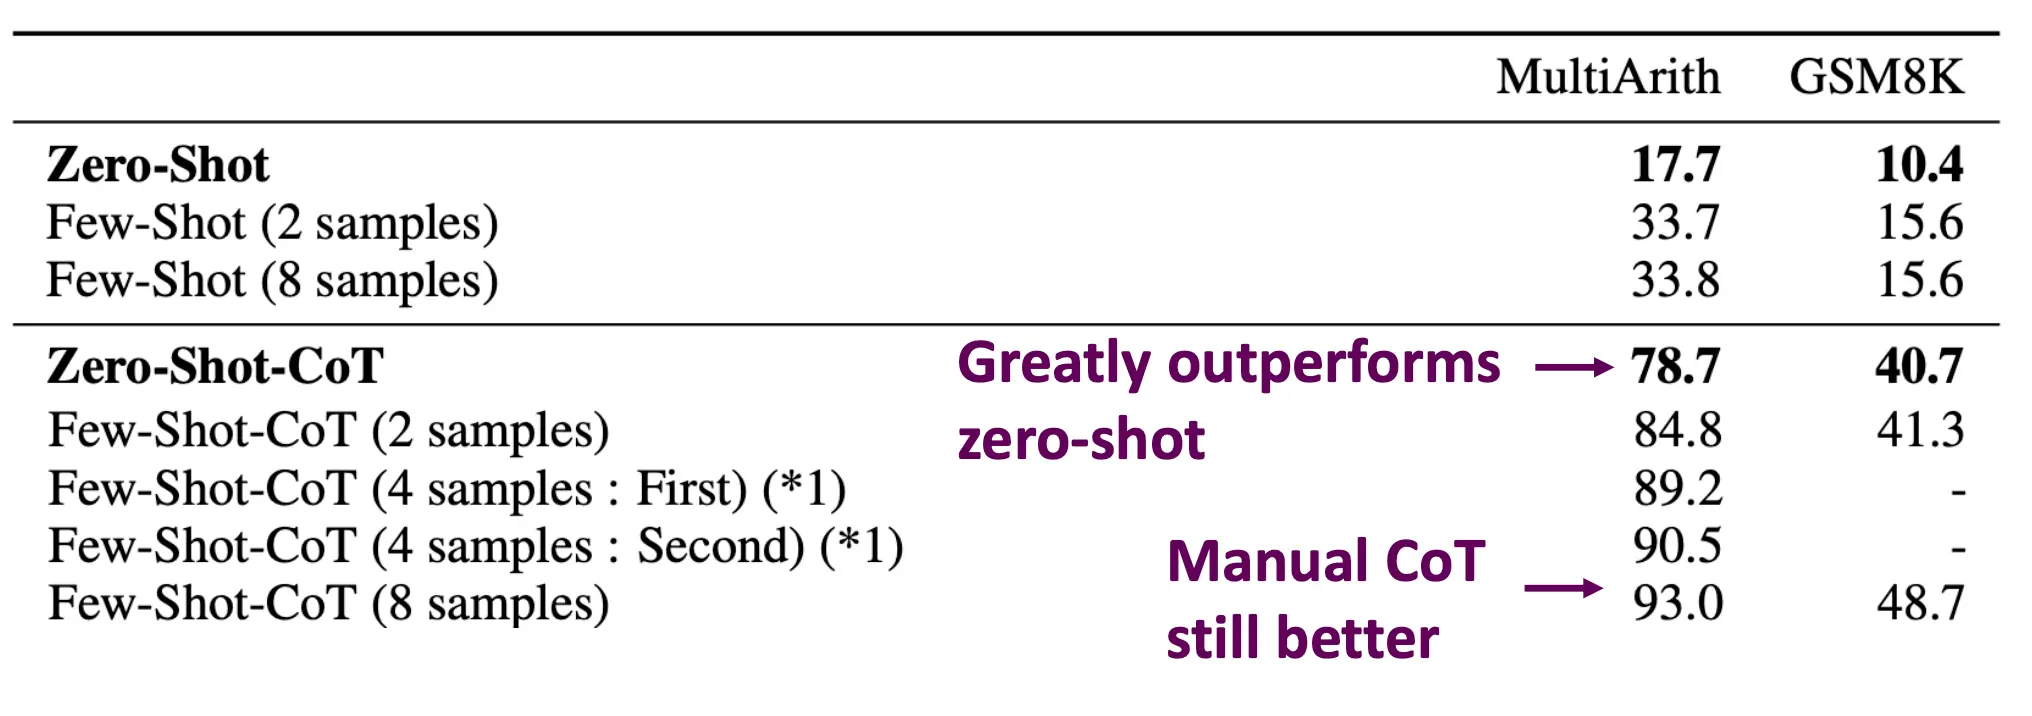 MultiArith GSM8K
Zero-Shot 17.7 10.4
Few-Shot (2 samples) 33.7 15.6
Few-Shot (8 samples) 33.8 15.6
Zero-Shot-CoT 78.7 40.7
Few-Shot-CoT (2 samples) 84.8 41.3
Few-Shot-CoT (4 samples : First) (*1) 89.2 -
Few-Shot-CoT (4 samples : Second) (*1) 90.5 -
Few-Shot-CoT (8 samples) 93.0 48.7
Greatly outperforms
zero-shot
Manual CoT
still better